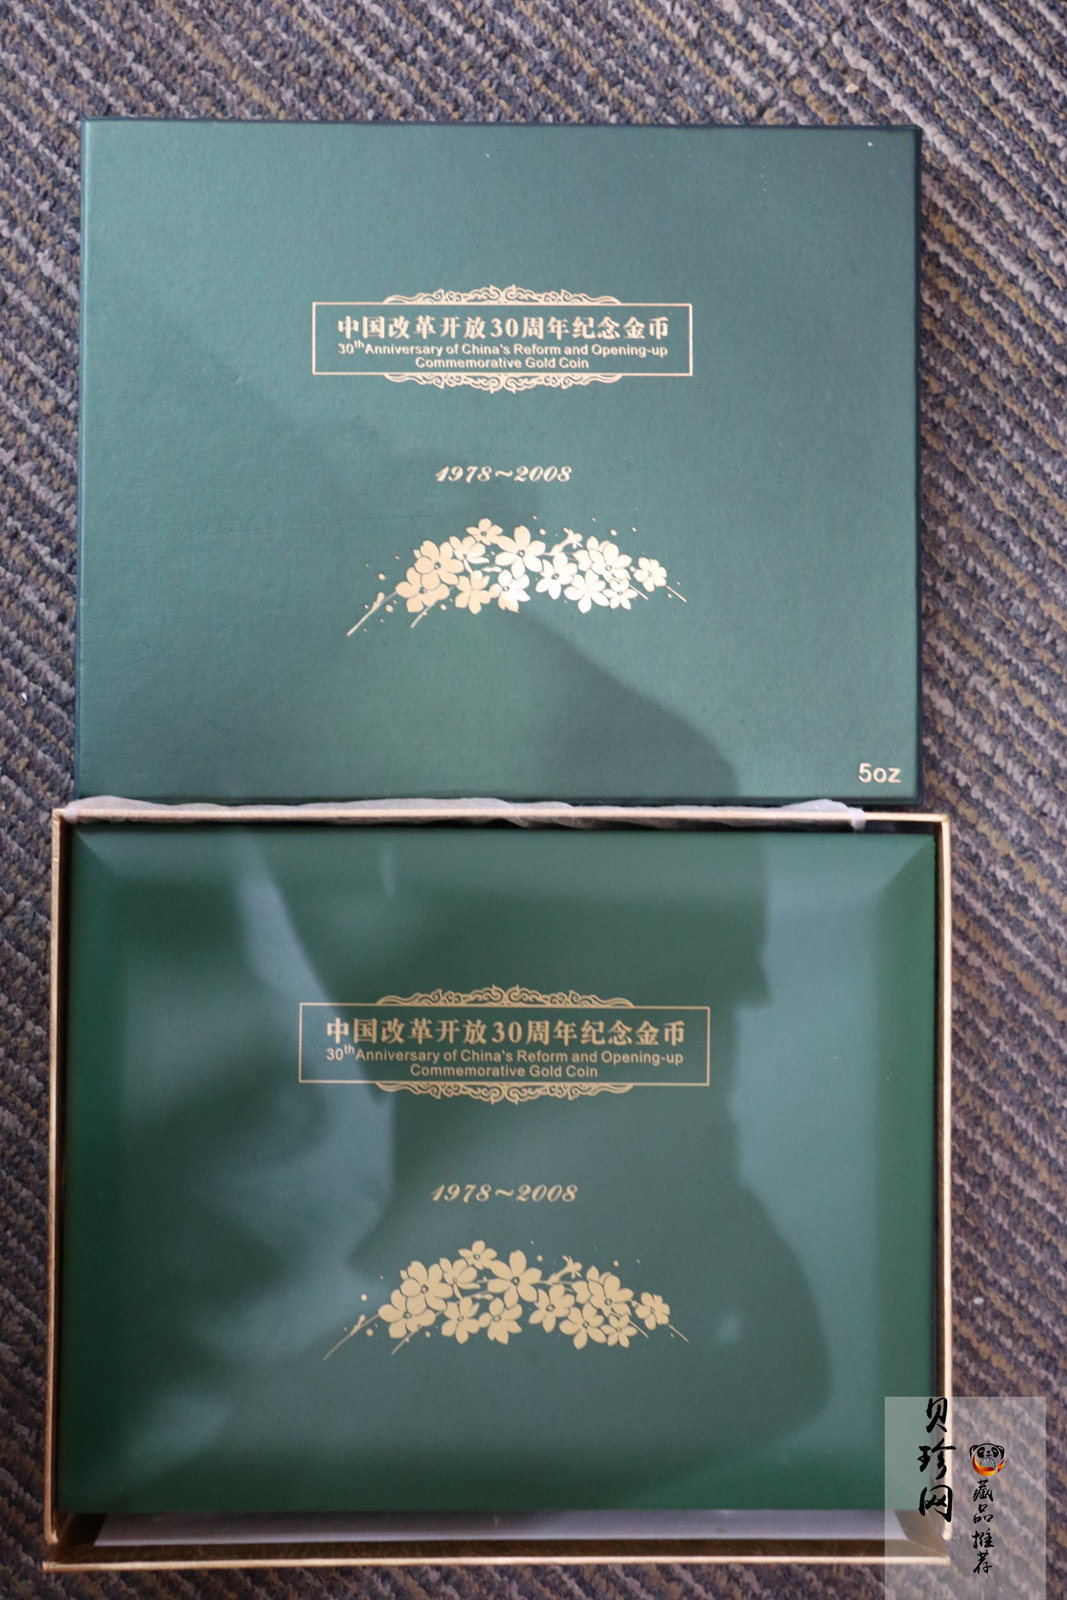 中国改革开放30周年纪念金币
30th Anniversary of China's Reform and Opening-up
Commemorative Gold Coin
1978~2008
5oz
中国改革开放30周年纪念金币
30th Anniversary of China's Reform and Opening-up
Commemorative Gold Coin
1978~2008
贝珍网
藏品推荐